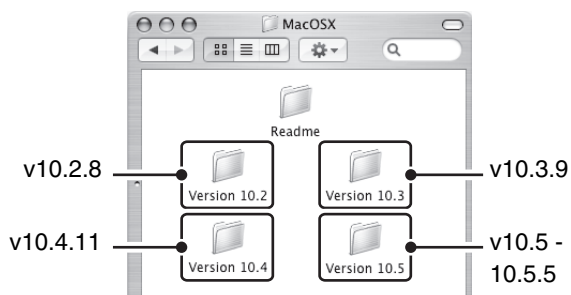 MacOSX
Readme
v10.2.8
Version 10.2
Version 10.3
v10.3.9
v10.4.11
Version 10.4
Version 10.5
v10.5 -
10.5.5